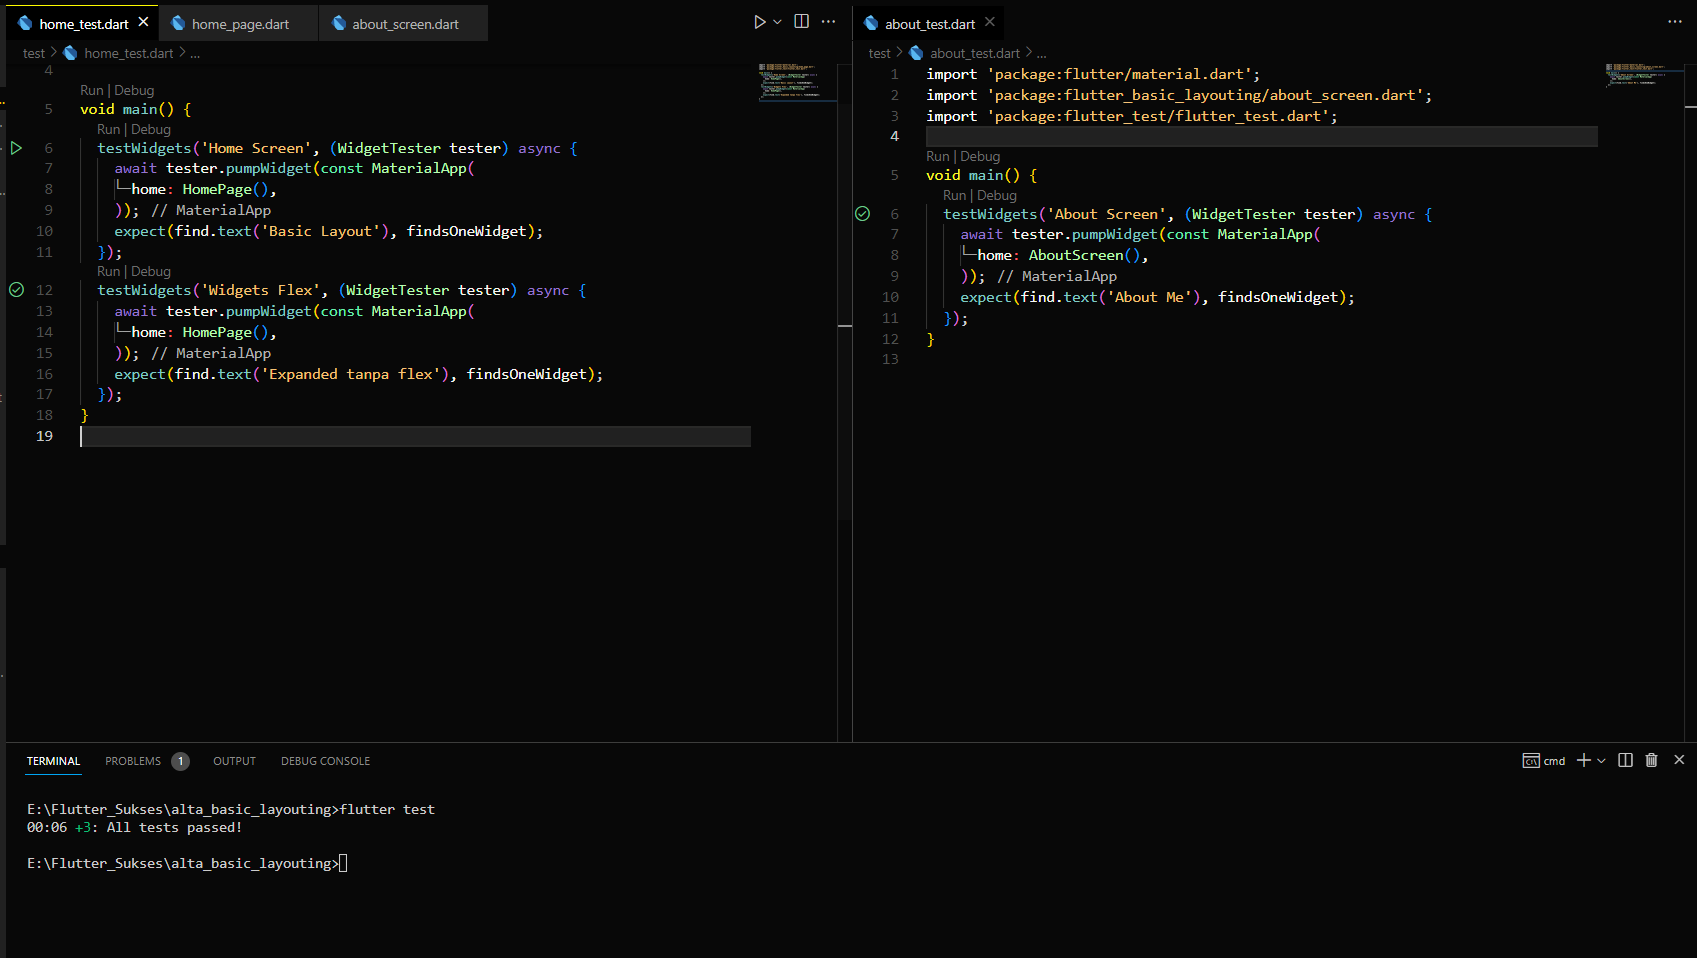 home_test.dart
home_page.dart
about_screen.dart
test > home_test.dart > ...
4
Run | Debug
5 void main() {
Run | Debug
6 testWidgets('Home Screen', (WidgetTester tester) async {
7 await tester.pumpWidget(const MaterialApp(
8 home: HomePage(),
9 )); // MaterialApp
10 expect(find.text('Basic Layout'), findsOneWidget);
11 });
Run | Debug
12 testWidgets('Widgets Flex', (WidgetTester tester) async {
13 await tester.pumpWidget(const MaterialApp(
14 home: HomePage(),
15 )); // MaterialApp
16 expect(find.text('Expanded tanpa flex'), findsOneWidget);
17 });
18 }
19
about_test.dart
test > about_test.dart > ...
1 import 'package:flutter/material.dart';
2 import 'package:flutter_basic_layouting/about_screen.dart';
3 import 'package:flutter_test/flutter_test.dart';
4
Run | Debug
5 void main() {
Run | Debug
6 testWidgets('About Screen', (WidgetTester tester) async {
7 await tester.pumpWidget(const MaterialApp(
8 home: AboutScreen(),
9 )); // MaterialApp
10 expect(find.text('About Me'), findsOneWidget);
11 });
12 }
13
TERMINAL PROBLEMS 1 OUTPUT DEBUG CONSOLE
cmd
E:\Flutter_Sukses\alta_basic_layouting>flutter test
00:06 +3: All tests passed!
E:\Flutter_Sukses\alta_basic_layouting>